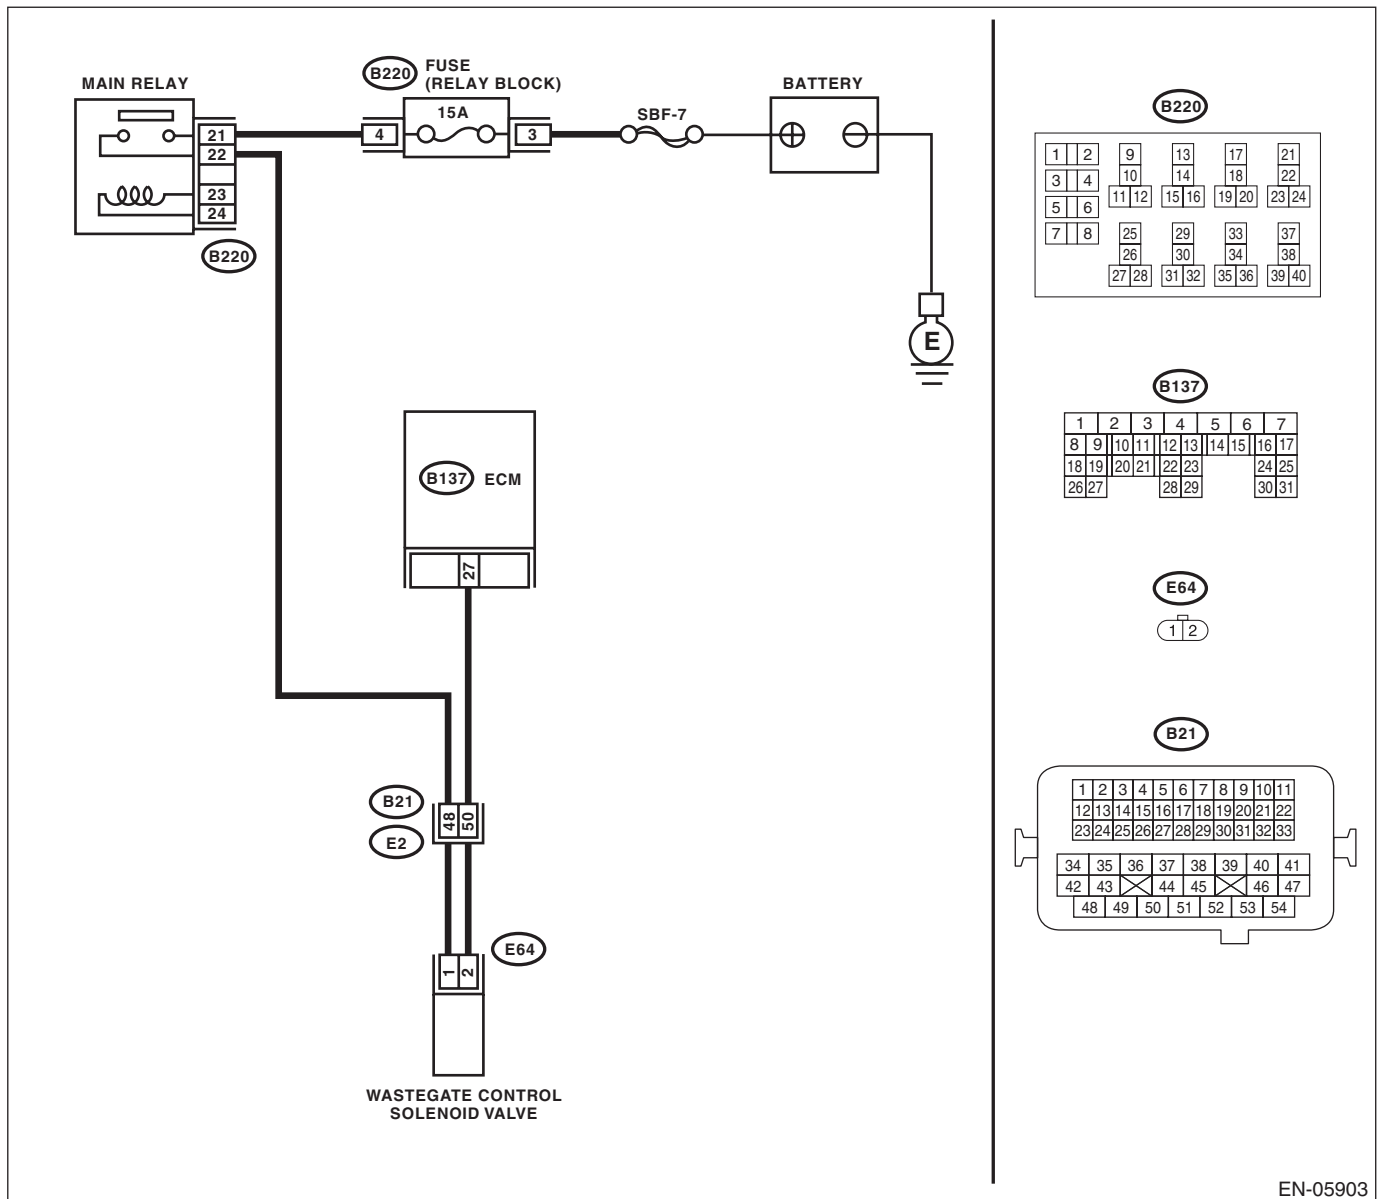 MAIN RELAY
B220
FUSE
(RELAY BLOCK)
15A
SBF-7
BATTERY
21
22
23
24
4
3
B220
E
B137 ECM
27
B21
E2
48 50
E64
1 2
WASTEGATE CONTROL
SOLENOID VALVE
B220
1 2 9 13 17 21
10 14 18 22
3 4
11 12 15 16 19 20 23 24
5 6
7 8 25 29 33 37
26 30 34 38
27 28 31 32 35 36 39 40
B137
1 2 3 4 5 6 7
8 9 10 11 12 13 14 15 16 17
18 19 20 21 22 23 24 25
26 27 28 29 30 31
E64
1 2
B21
1 2 3 4 5 6 7 8 9 10 11
12 13 14 15 16 17 18 19 20 21 22
23 24 25 26 27 28 29 30 31 32 33
34 35 36 37 38 39 40 41
42 43 44 45 46 47
48 49 50 51 52 53 54
EN-05903